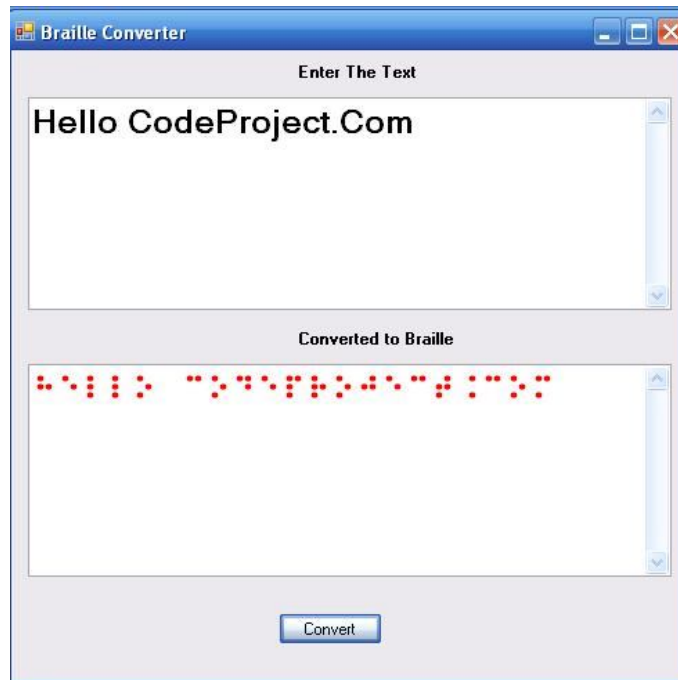 Braille Converter
Enter The Text
Hello CodeProject.Com
Converted to Braille
⠓⠑⠇⠇⠕ ⠉⠕⠙⠑⠏⠗⠕⠚⠑⠉⠞⠨⠉⠕⠍
Convert